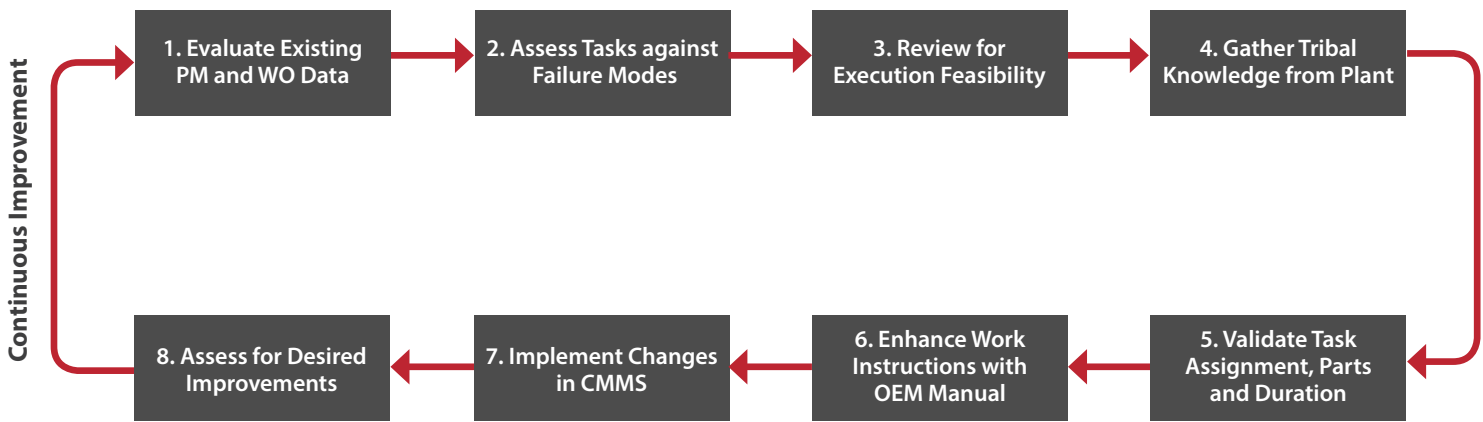 Continuous Improvement
1. Evaluate Existing
PM and WO Data
2. Assess Tasks against
Failure Modes
3. Review for
Execution Feasibility
4. Gather Tribal
Knowledge from Plant
5. Validate Task
Assignment, Parts
and Duration
6. Enhance Work
Instructions with
OEM Manual
7. Implement Changes
in CMMS
8. Assess for Desired
Improvements